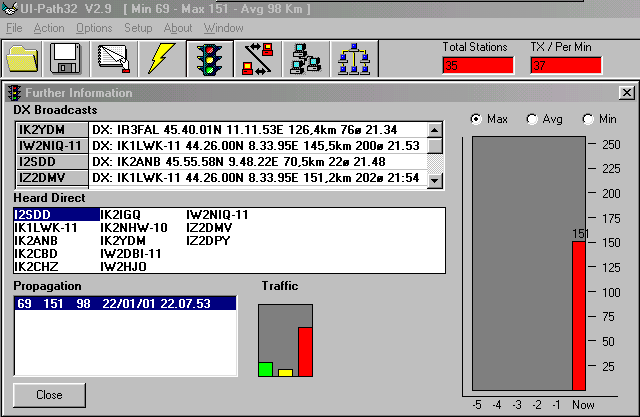 UI-Path32 V2.9 [ Min 69 - Max 151 - Avg 98 Km ]
File Action Options Setup About Window
Total Stations TX / Per Min
35 37
Further Information
DX Broadcasts
IK2YDM DX: IR3FAL 45.40.01N 11.11.53E 126,4km 76ø 21.34
IW2NIQ-11 DX: IK1LWK-11 44.26.00N 8.33.95E 145,5km 200ø 21.53
I2SDD DX: IK2ANB 45.55.58N 9.48.22E 70,5km 22ø 21.48
IZ2DMV DX: IK1LWK-11 44.26.00N 8.33.95E 151,2km 202ø 21:54
Heard Direct
I2SDD IK2IGQ IW2NIQ-11
IK1LWK-11 IK2NHW-10 IZ2DMV
IK2ANB IK2YDM IZ2DPY
IK2CBD IW2DBI-11
IK2CHZ IW2HJO
Propagation
69 151 98 22/01/01 22.07.53
Traffic
Close
Max Avg Min
250
225
200
175
151
150
125
100
75
50
25
-5 -4 -3 -2 -1 Now